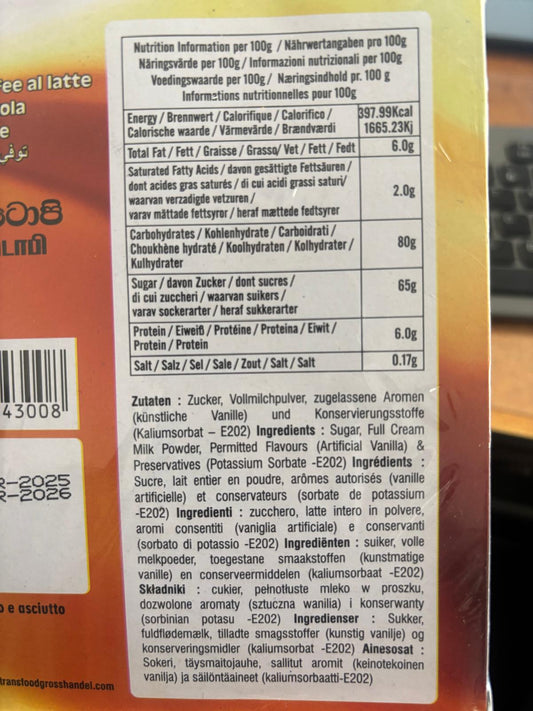 Nutrition Information per 100g / Nährwertangaben pro 100g
Näringsvärde per 100g / Informazioni nutrizionali per 100g
Voedingswaarde per 100g / Næringsindhold pr. 100 g
Informations nutritionnelles pour 100g
Energy / Brennwert / Calorifique / Calorifico /
Calorische waarde / Värmevërde / Brændværdi
397.99Kcal
1665.23Kj
Total Fat / Fett / Graisse / Grasso/ Vet / Fett / Fedt
6.0g
Saturated Fatty Acids / davon gesättigte Fettsäuren /
dont acides gras saturés / di cui acidi grassi saturi/
waarvan verzadigde vetzuren /
varav mättade fettsyror / heraf mættede fedtsyrer
2.0g
Carbohydrates / Kohlenhydrate / Carboidrati /
Choukhène hydraté / Koolhydraten / Kolhydrater /
Kulhydrater
80g
Sugar / davon Zucker / dont sucres /
di cui zuccheri / waarvan suikers /
varav sockerarter / heraf sukkerarter
65g
Protein / Eiweiß / Protéine / Proteina / Eiwit /
Protein / Protein
6.0g
Salt / Salz / Sel / Sale / Zout / Salt / Salt
0.17g
Zutaten : Zucker, Vollmilchpulver, zugelassene Aromen
(künstliche Vanille) und Konservierungsstoffe
(Kaliumsorbat – E202) Ingredients : Sugar, Full Cream
Milk Powder, Permitted Flavours (Artificial Vanilla) &
Preservatives (Potassium Sorbate -E202) Ingrédients :
Sucre, lait entier en poudre, arômes autorisés (vanille
artificielle) et conservateurs (sorbate de potassium
-E202) Ingredienti : zucchero, latte intero in polvere,
aromi consentiti (vaniglia artificiale) e conservanti
(sorbato di potassio -E202) Ingrediënten : suiker, volle
melkpoeder, toegestane smaakstoffen (kunstmatige
vanille) en conserveermiddelen (kaliumsorbaat -E202)
Składniki : cukier, pełnotłuste mleko w proszku,
dozwolone aromaty (sztuczna wanilia) i konserwanty
(sorbinian potasu -E202) Ingredienser : Sukker,
fuldflødemælk, tilladte smagsstoffer (kunstig vanilje) og
konserveringsmidler (kaliumsorbat -E202) Ainesosat :
Sokeri, täysmaitojauhe, sallitut aromit (keinotekoinen
vanilja) ja säilöntäaineet (kaliumsorbaatti-E202)
al latte
توفي
43008
-2025
-2026
e asciutto
transfoodgrosshandel.com